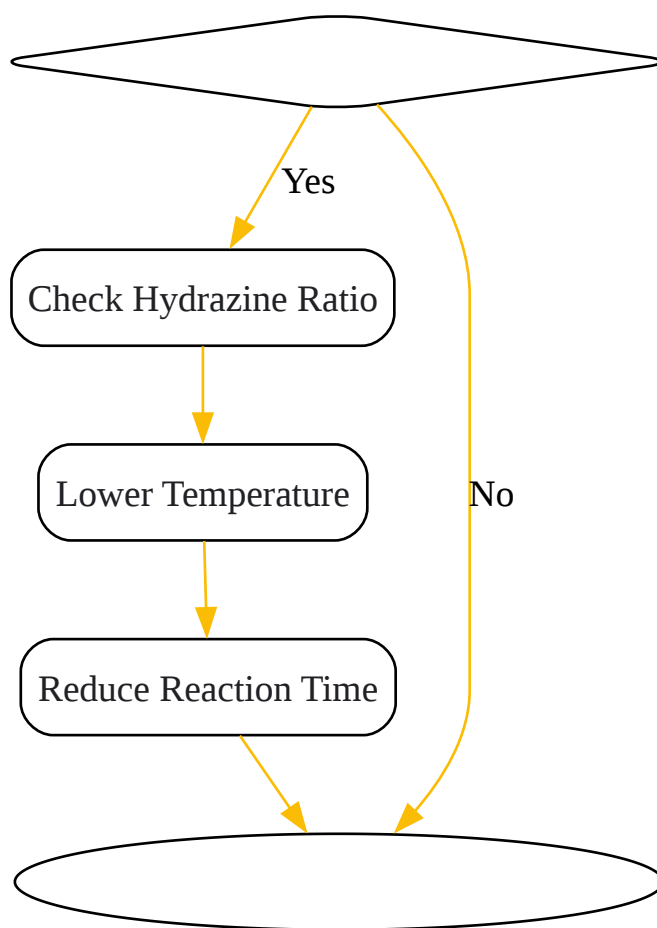 Yes
Check Hydrazine Ratio
Lower Temperature
No
Reduce Reaction Time